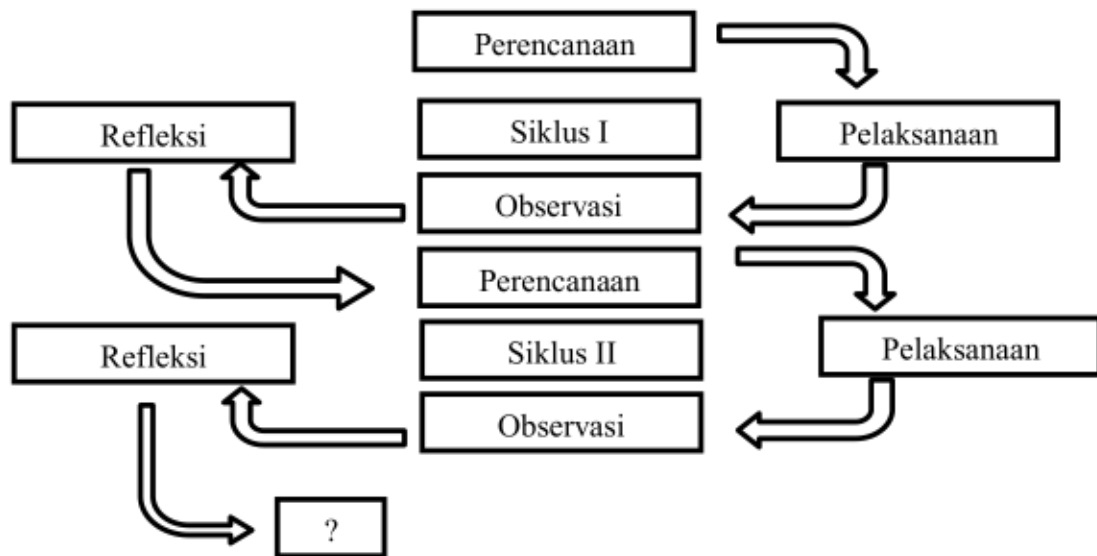 Perencanaan
Refleksi
Siklus I
Pelaksanaan
Observasi
Perencanaan
Refleksi
Siklus II
Pelaksanaan
Observasi
?